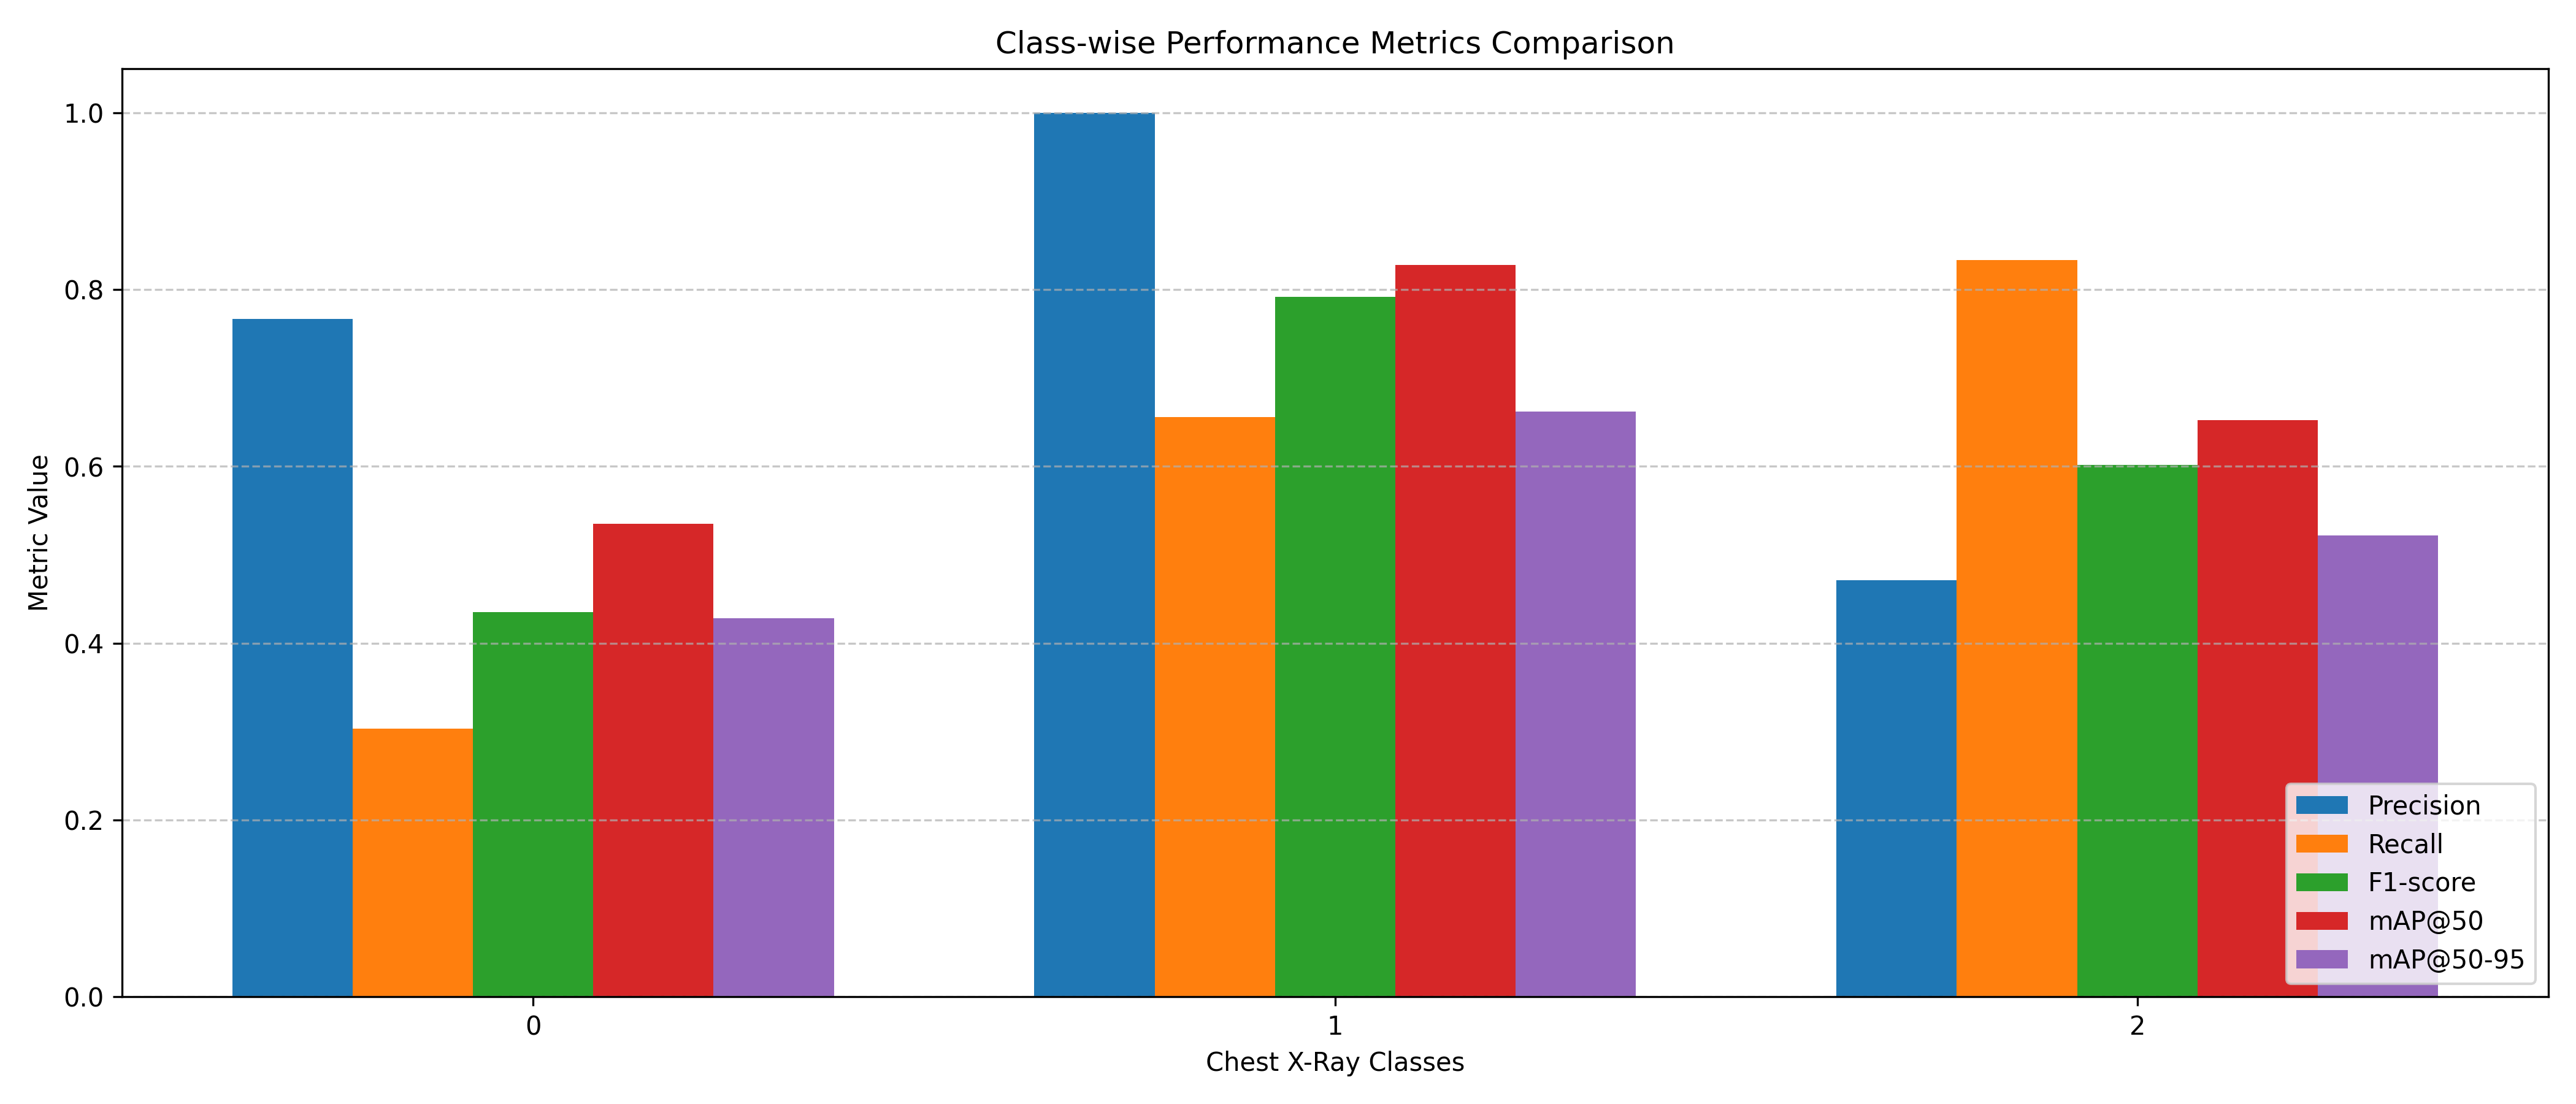 Class-wise Performance Metrics Comparison
1.0
0.8
0.6
0.4
0.2
0.0
Metric Value
0
1
2
Chest X-Ray Classes
Precision
Recall
F1-score
mAP@50
mAP@50-95